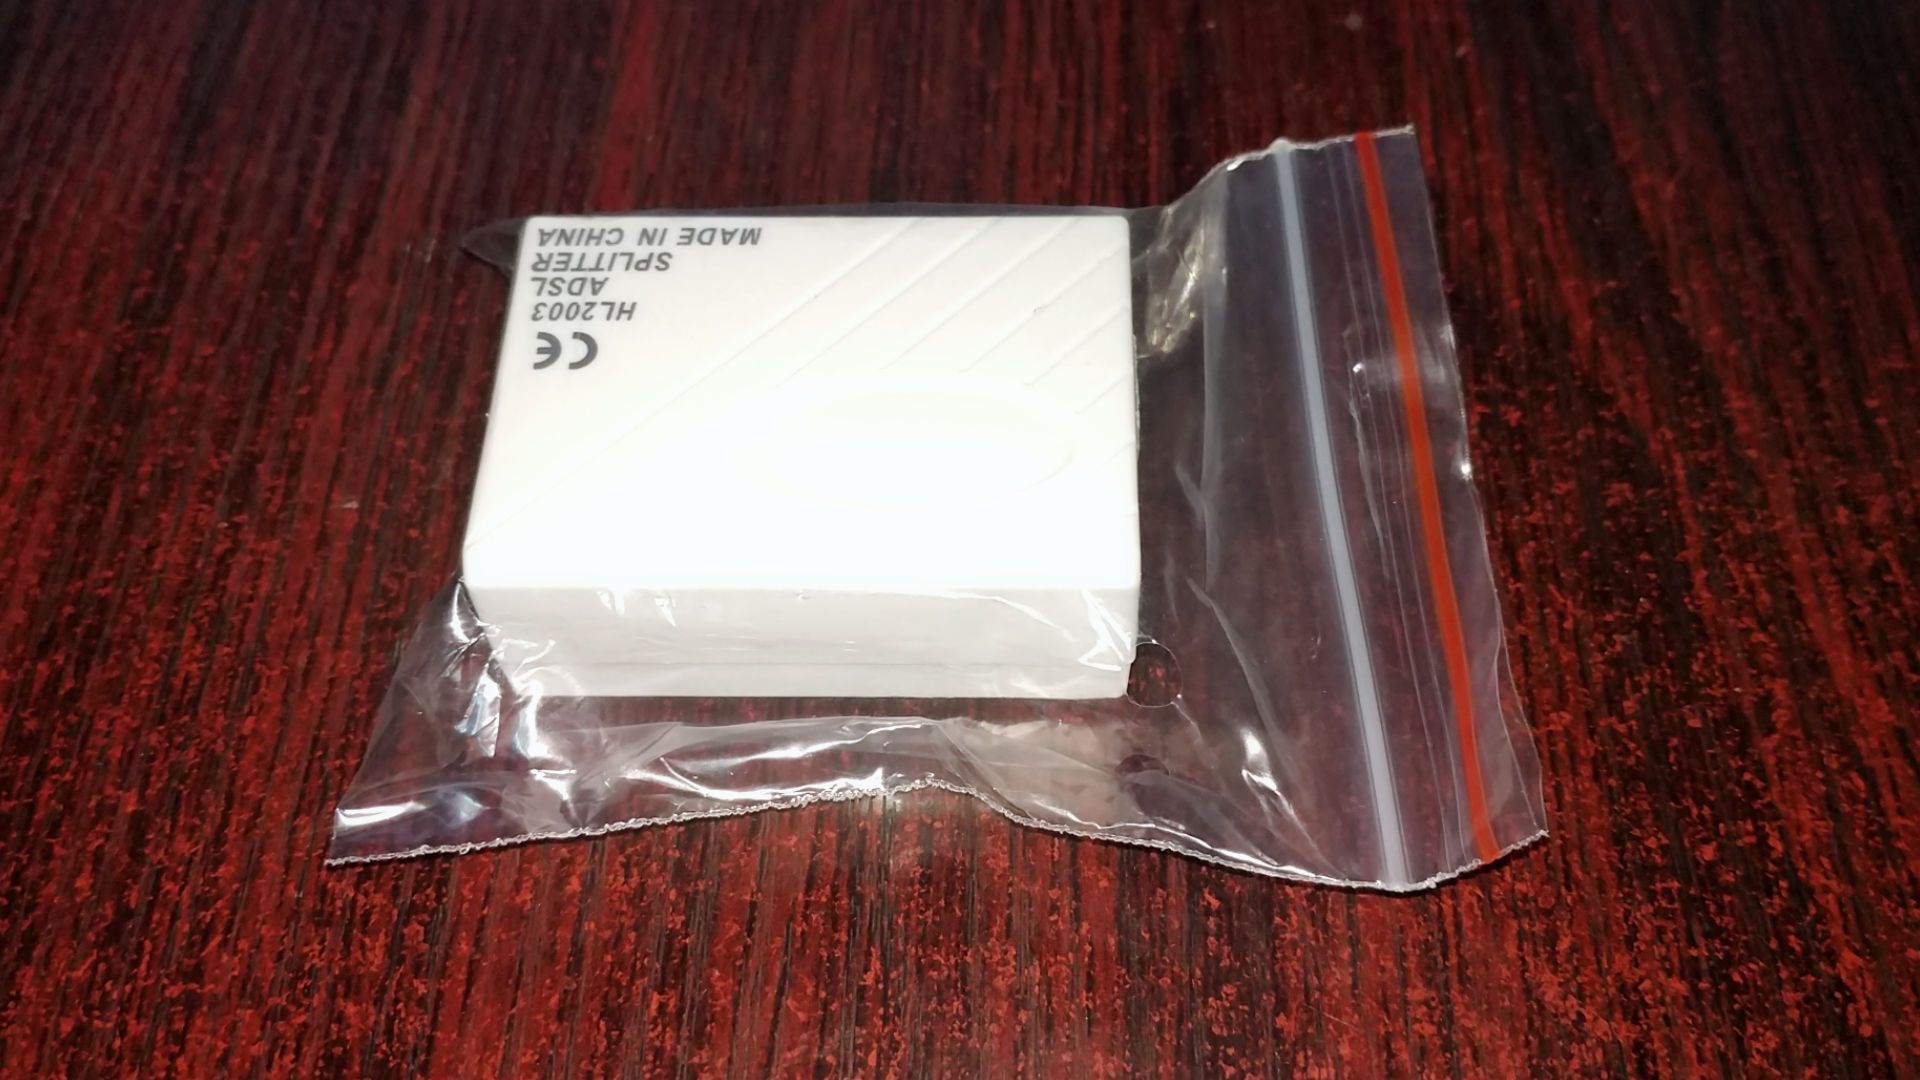 CE
HL2003
ADSL
SPLITTER
MADE IN CHINA